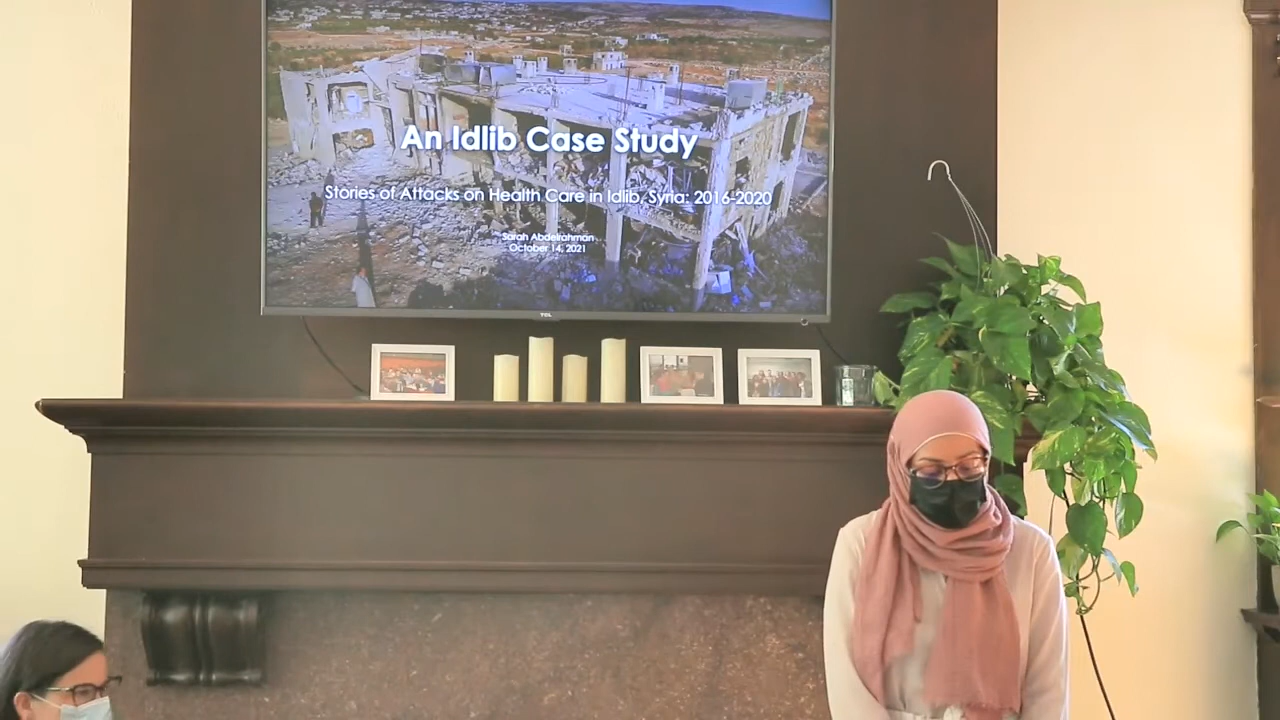 An Idlib Case Study
Stories of Attacks on Health Care in Idlib, Syria: 2016-2020
Sarah Abdelrahman
October 14, 2021
TCL